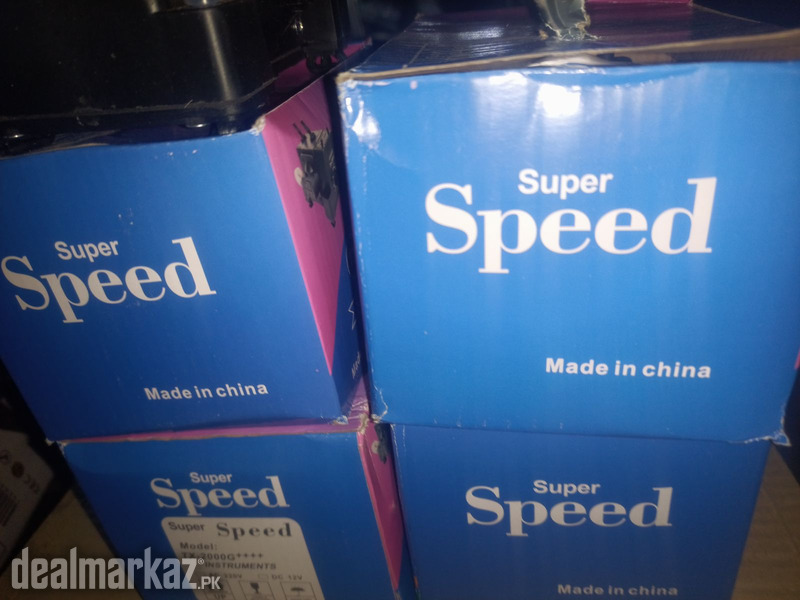 Super
Speed
Made in china
Super
Speed
Made in china
Super
Speed
Super Speed
Model:
2000G++++
INSTRUMENTS
DC 12V
Super
Speed
Made in china
dealmarkaz.PK